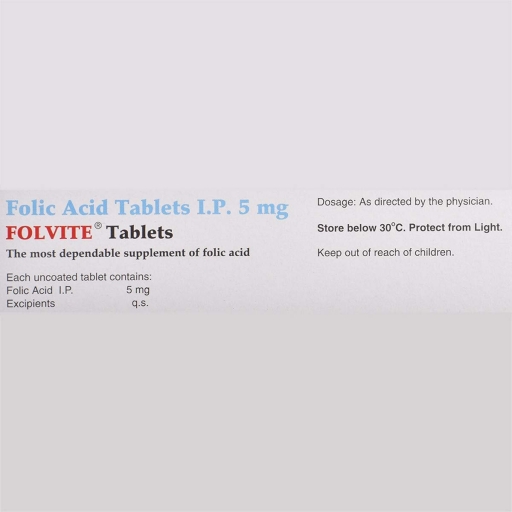 Folic Acid Tablets I.P. 5 mg
FOLVITE® Tablets
The most dependable supplement of folic acid
Each uncoated tablet contains:
Folic Acid I.P. 5 mg
Excipients q.s.
Dosage: As directed by the physician.
Store below 30°C. Protect from Light.
Keep out of reach of children.